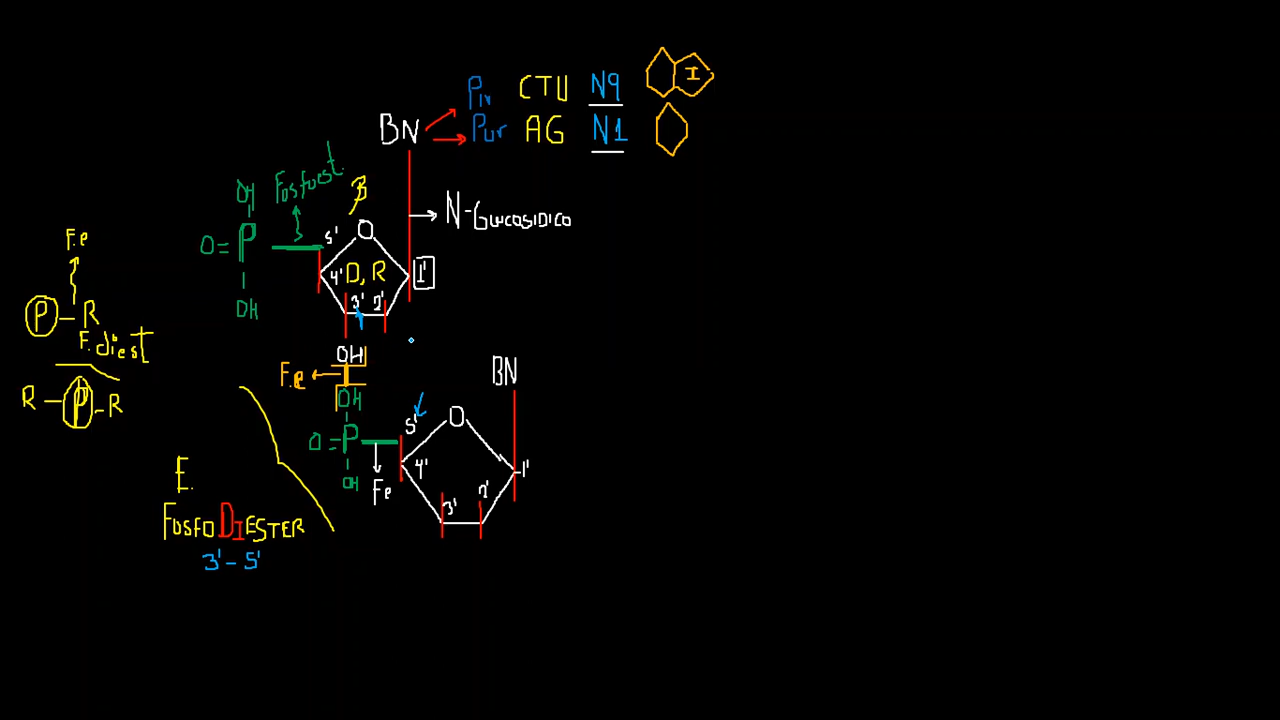 Pir CTU N9 I
BN Pur AG N1
OH Fosfoest.
β
N-Glucosidico
F.e
O=P
5' O
4' D, R 1'
3' 2'
OH
P-R
F. diest
OH
BN
F.e
R-P-R
OH
5' O
O=P
4' 1'
E.
OH Fe
2'
3'
FOSFODIESTER
3'-5'